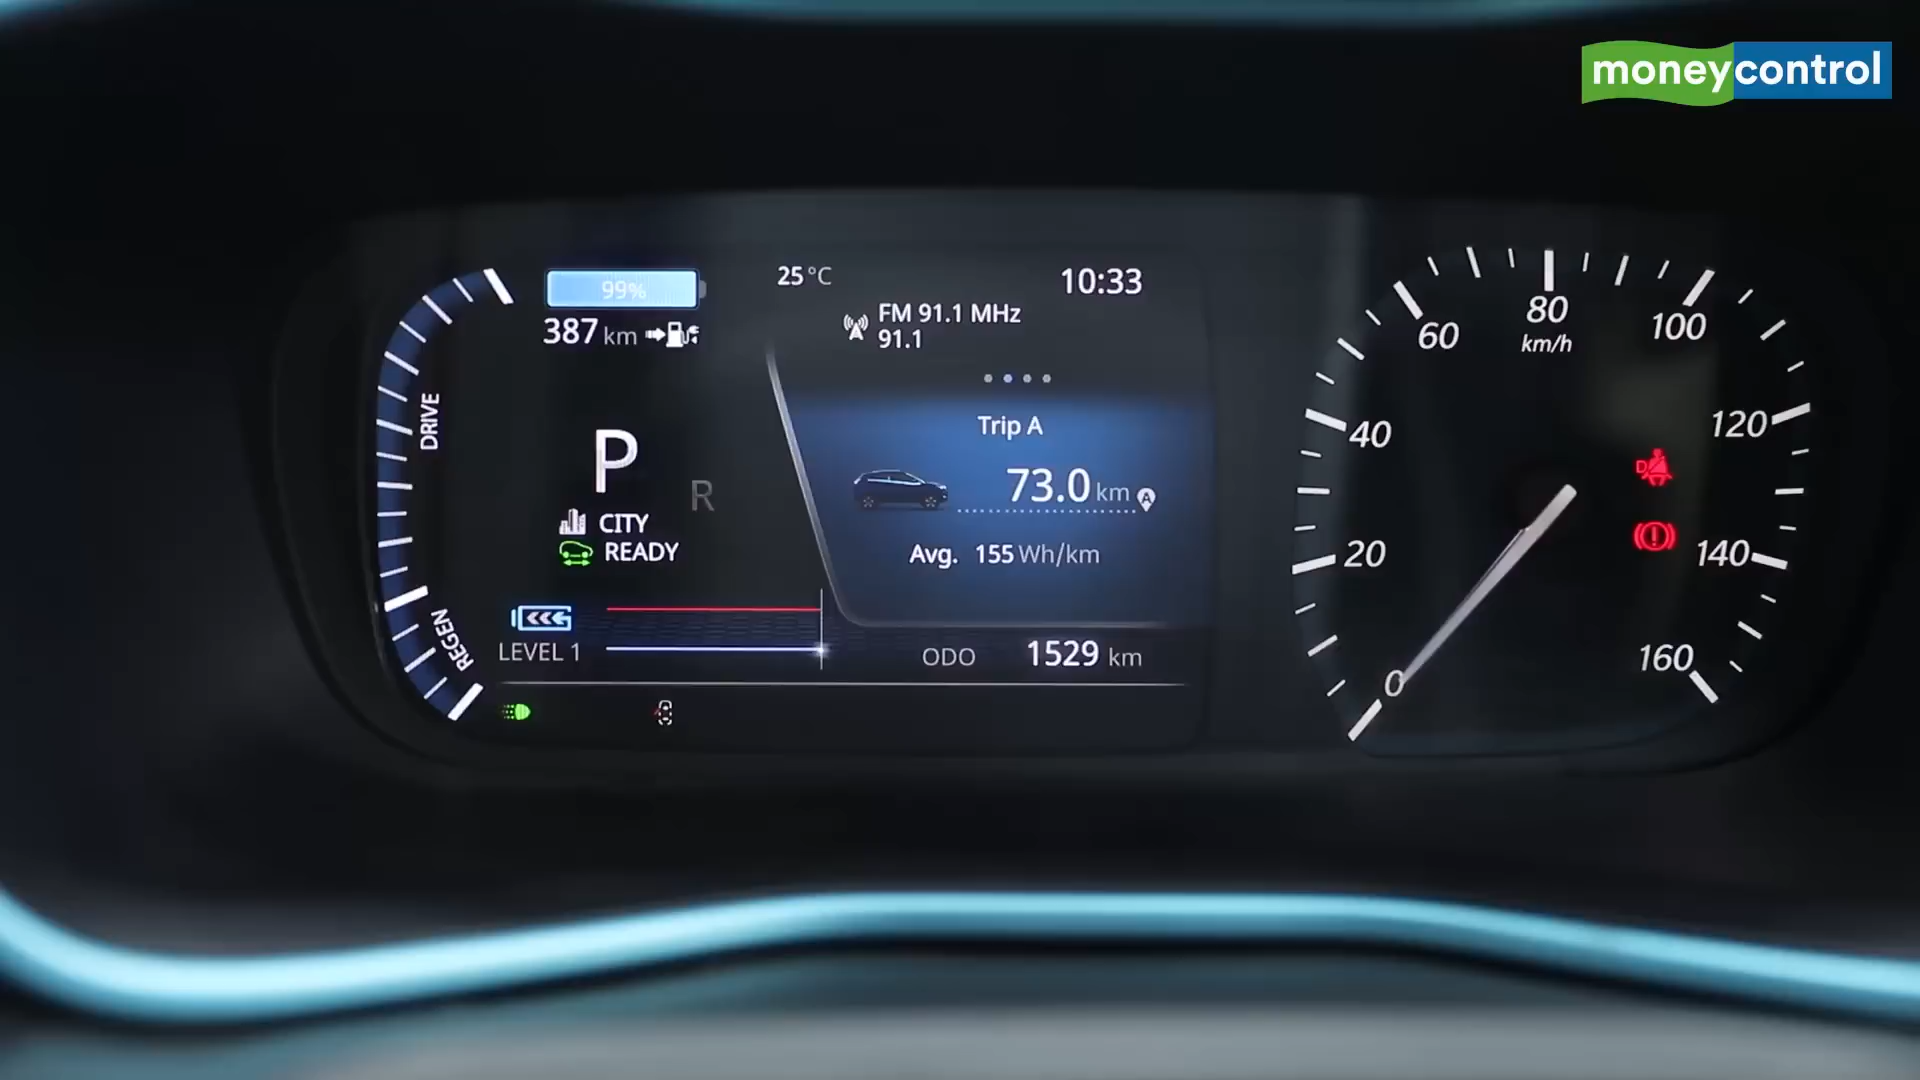 moneycontrol
99%
387 km
25°C
10:33
FM 91.1 MHz
91.1
DRIVE
P
R
CITY
READY
REGEN
LEVEL 1
Trip A
73.0 km
A
Avg. 155 Wh/km
ODO 1529 km
0
20
40
60
80
km/h
100
120
140
160
D